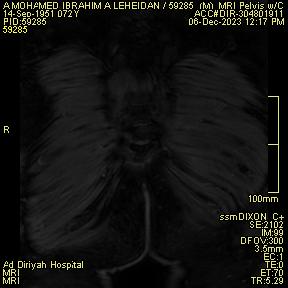 A MOHAMED IBRAHIM A LEHEIDAN / 59285 (M) MRI Pelvis w/C
14-Sep-1951 072Y ACC#DIR-304801911
PID:59285 06-Dec-2023 12:17 PM
59285
R
100mm
ssmDIXON C+
SE:2102
IM:99
DFOV:300
3.5mm
EC:1
Ad Diriyah Hospital TE:0
MRI ET:70
MRI TR:5.29